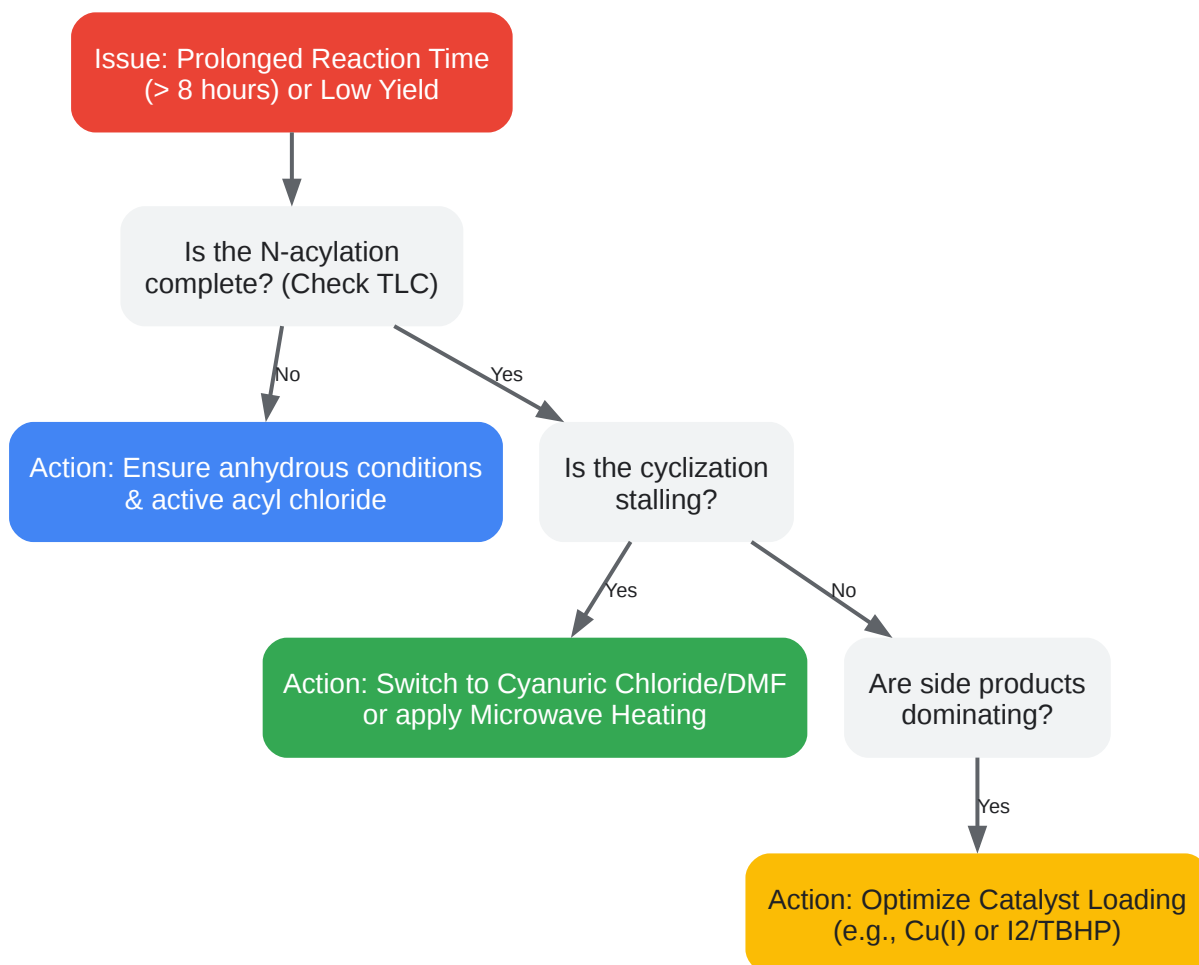 Issue: Prolonged Reaction Time
(> 8 hours) or Low Yield
Is the N-acylation
complete? (Check TLC)
No
Yes
Action: Ensure anhydrous conditions
& active acyl chloride
Is the cyclization
stalling?
Yes
No
Action: Switch to Cyanuric Chloride/DMF
or apply Microwave Heating
Are side products
dominating?
Yes
Action: Optimize Catalyst Loading
(e.g., Cu(I) or I2/TBHP)